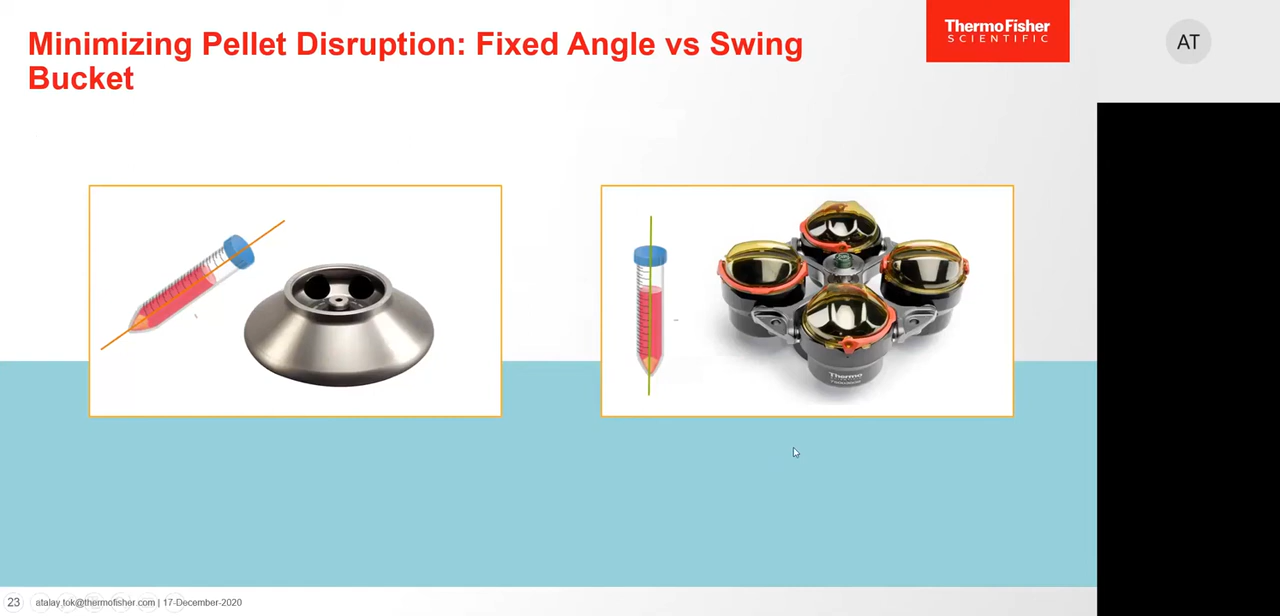 Minimizing Pellet Disruption: Fixed Angle vs Swing
Bucket
ThermoFisher
SCIENTIFIC
AT
Thermo
23
atalay.tok@thermofisher.com | 17-December-2020